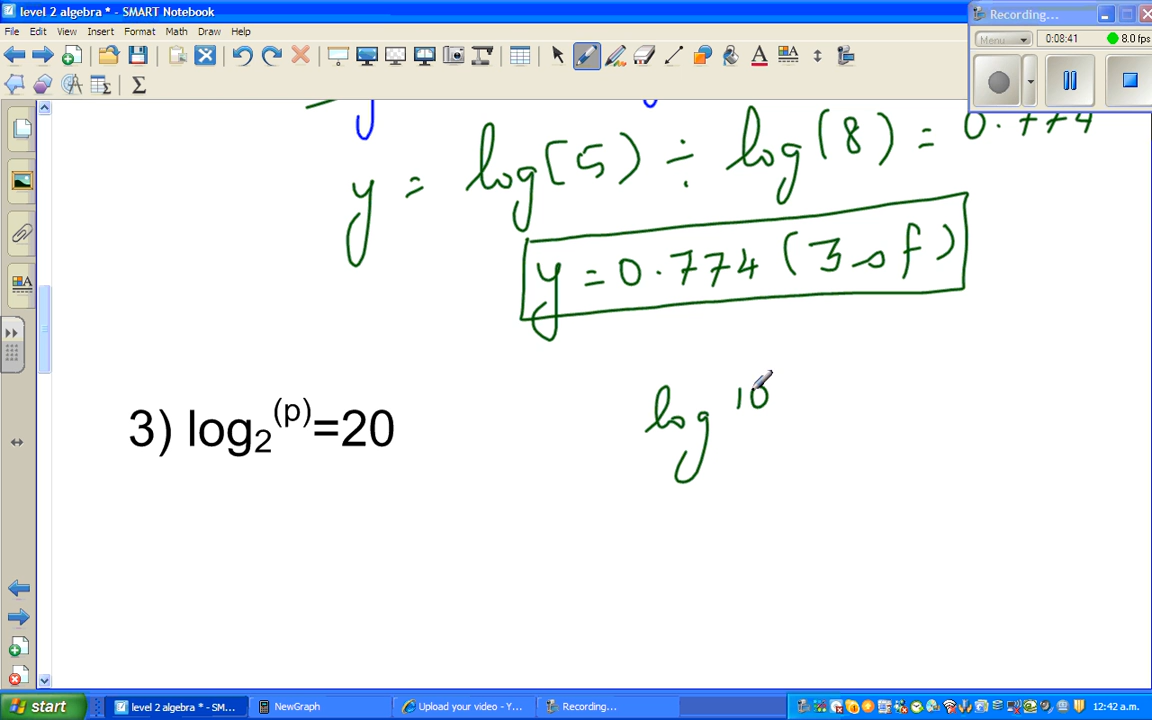 level 2 algebra * - SMART Notebook
Recording...
File Edit View Insert Format Math Draw Help
Menu 0:08:41 8.0 fps
y = log(5) ÷ log(8) = 0.774
y = 0.774 (3 s f)
3) log₂⁽ᵖ⁾=20
log 10
start
level 2 algebra * - SM...
NewGraph
Upload your video - Y...
Recording...
12:42 a.m.